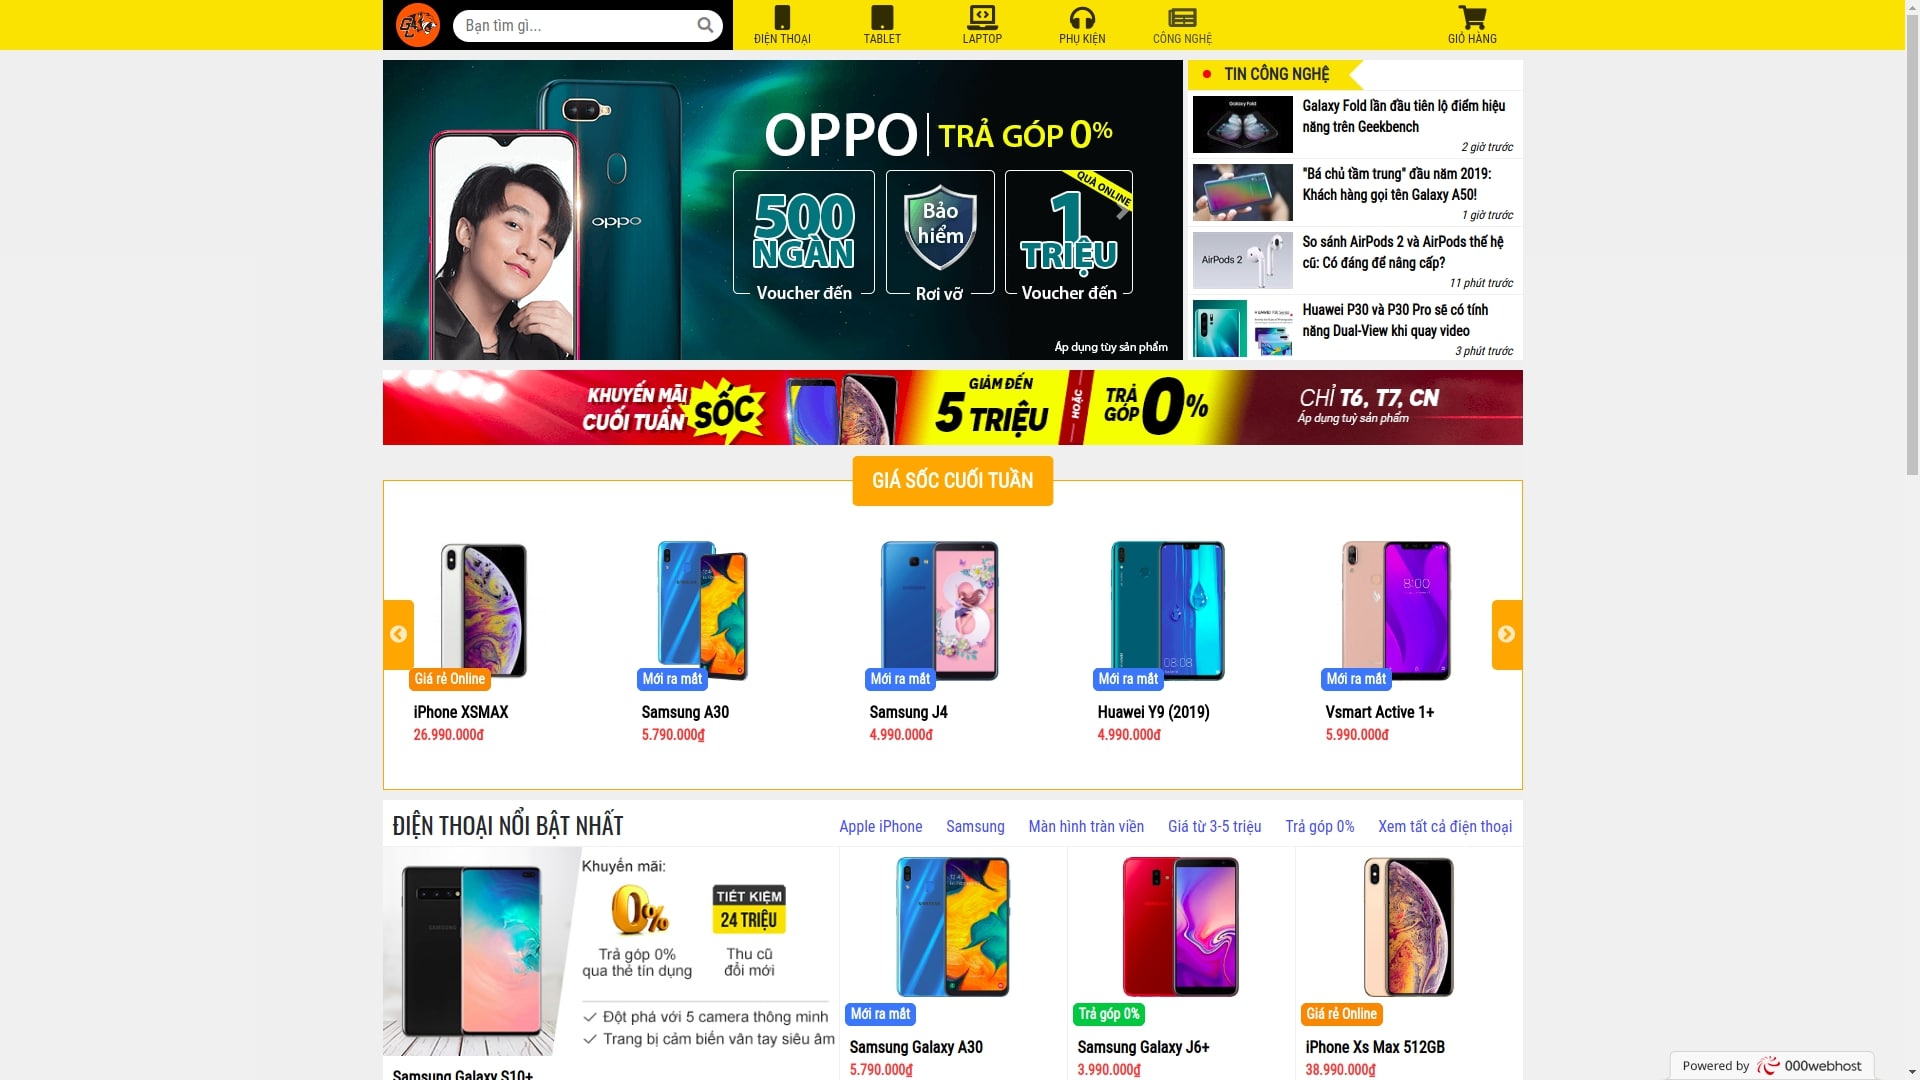 Bạn tìm gì...
ĐIỆN THOẠI
TABLET
LAPTOP
PHỤ KIỆN
CÔNG NGHỆ
GIỎ HÀNG
OPPO TRẢ GÓP 0%
oppo
500
NGÀN
Voucher đến
Bảo
hiểm
Rơi vỡ
QUÀ ONLINE
1
TRIỆU
Voucher đến
Áp dụng tùy sản phẩm
TIN CÔNG NGHỆ
Galaxy Fold
Galaxy Fold lần đầu tiên lộ điểm hiệu
năng trên Geekbench
2 giờ trước
"Bá chủ tầm trung" đầu năm 2019:
Khách hàng gọi tên Galaxy A50!
1 giờ trước
AirPods 2
So sánh AirPods 2 và AirPods thế hệ
cũ: Có đáng để nâng cấp?
11 phút trước
Huawei P30 và P30 Pro sẽ có tính
năng Dual-View khi quay video
3 phút trước
KHUYẾN MÃI
CUỐI TUẦN SỐC
GIẢM ĐẾN
5 TRIỆU
HOẶC
TRẢ
GÓP 0%
CHỈ T6, T7, CN
Áp dụng tuỳ sản phẩm
GIÁ SỐC CUỐI TUẦN
Giá rẻ Online
iPhone XSMAX
26.990.000đ
Mới ra mắt
Samsung A30
5.790.000₫
Mới ra mắt
Samsung J4
4.990.000đ
08:08
Mới ra mắt
Huawei Y9 (2019)
4.990.000đ
8:00
Mới ra mắt
Vsmart Active 1+
5.990.000đ
ĐIỆN THOẠI NỔI BẬT NHẤT
Apple iPhone
Samsung
Màn hình tràn viền
Giá từ 3-5 triệu
Trả góp 0%
Xem tất cả điện thoại
SAMSUNG
Khuyến mãi:
0%
Trả góp 0%
qua thẻ tín dụng
TIẾT KIỆM
24 TRIỆU
Thu cũ
đổi mới
Đột phá với 5 camera thông minh
Trang bị cảm biến vân tay siêu âm
Samsung Galaxy S10+
Mới ra mắt
Samsung Galaxy A30
5.790.000₫
Trả góp 0%
Samsung Galaxy J6+
3.990.000₫
Giá rẻ Online
iPhone Xs Max 512GB
38.990.000₫
Powered by 000webhost